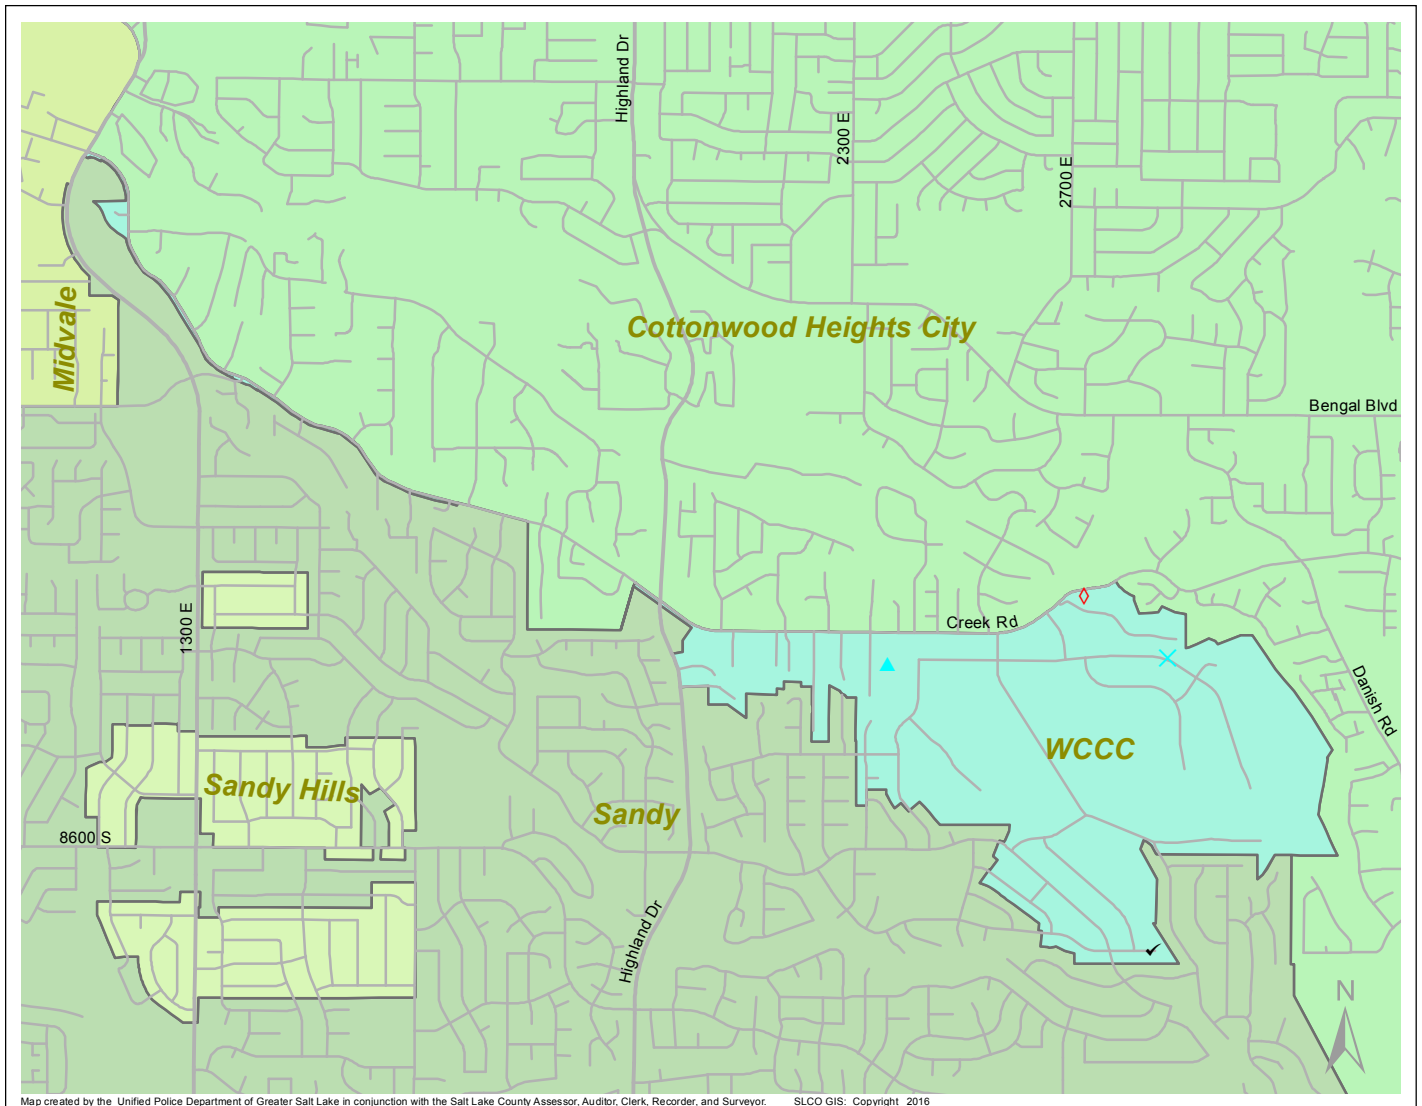 Highland Dr
2300 E
2700 E
Midvale
Cottonwood Heights City
Bengal Blvd
1300 E
Creek Rd
Danish Rd
WCCC
Sandy Hills
Sandy
8600 S
Highland Dr
N
Map created by the Unified Police Department of Greater Salt Lake in conjunction with the Salt Lake County Assessor, Auditor, Clerk, Recorder, and Surveyor. SLCO GIS: Copyright 2016